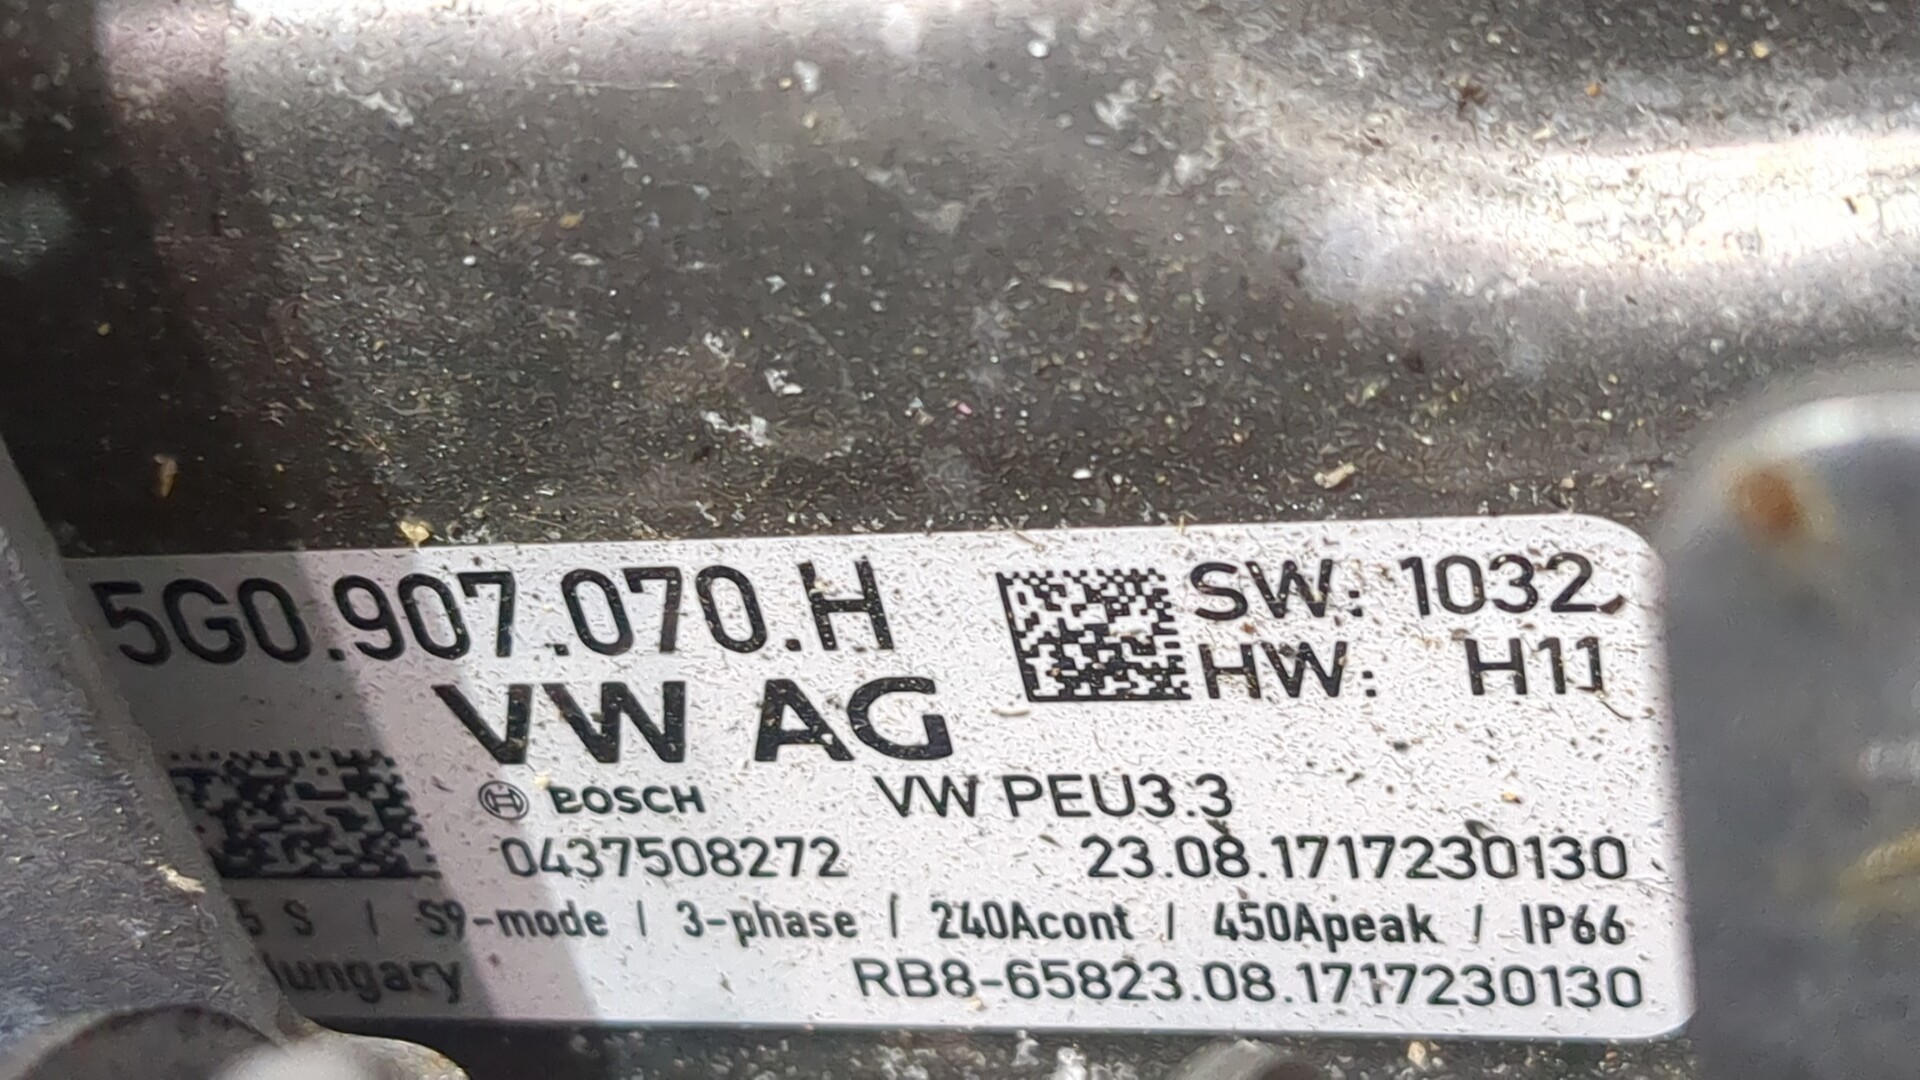 5G0.907.070.H
SW: 1032
HW: H11
VW AG
BOSCH VW PEU3.3
0437508272 23.08.1717230130
S / S9-mode / 3-phase / 240Acont / 450Apeak / IP66
RB8-65823.08.1717230130